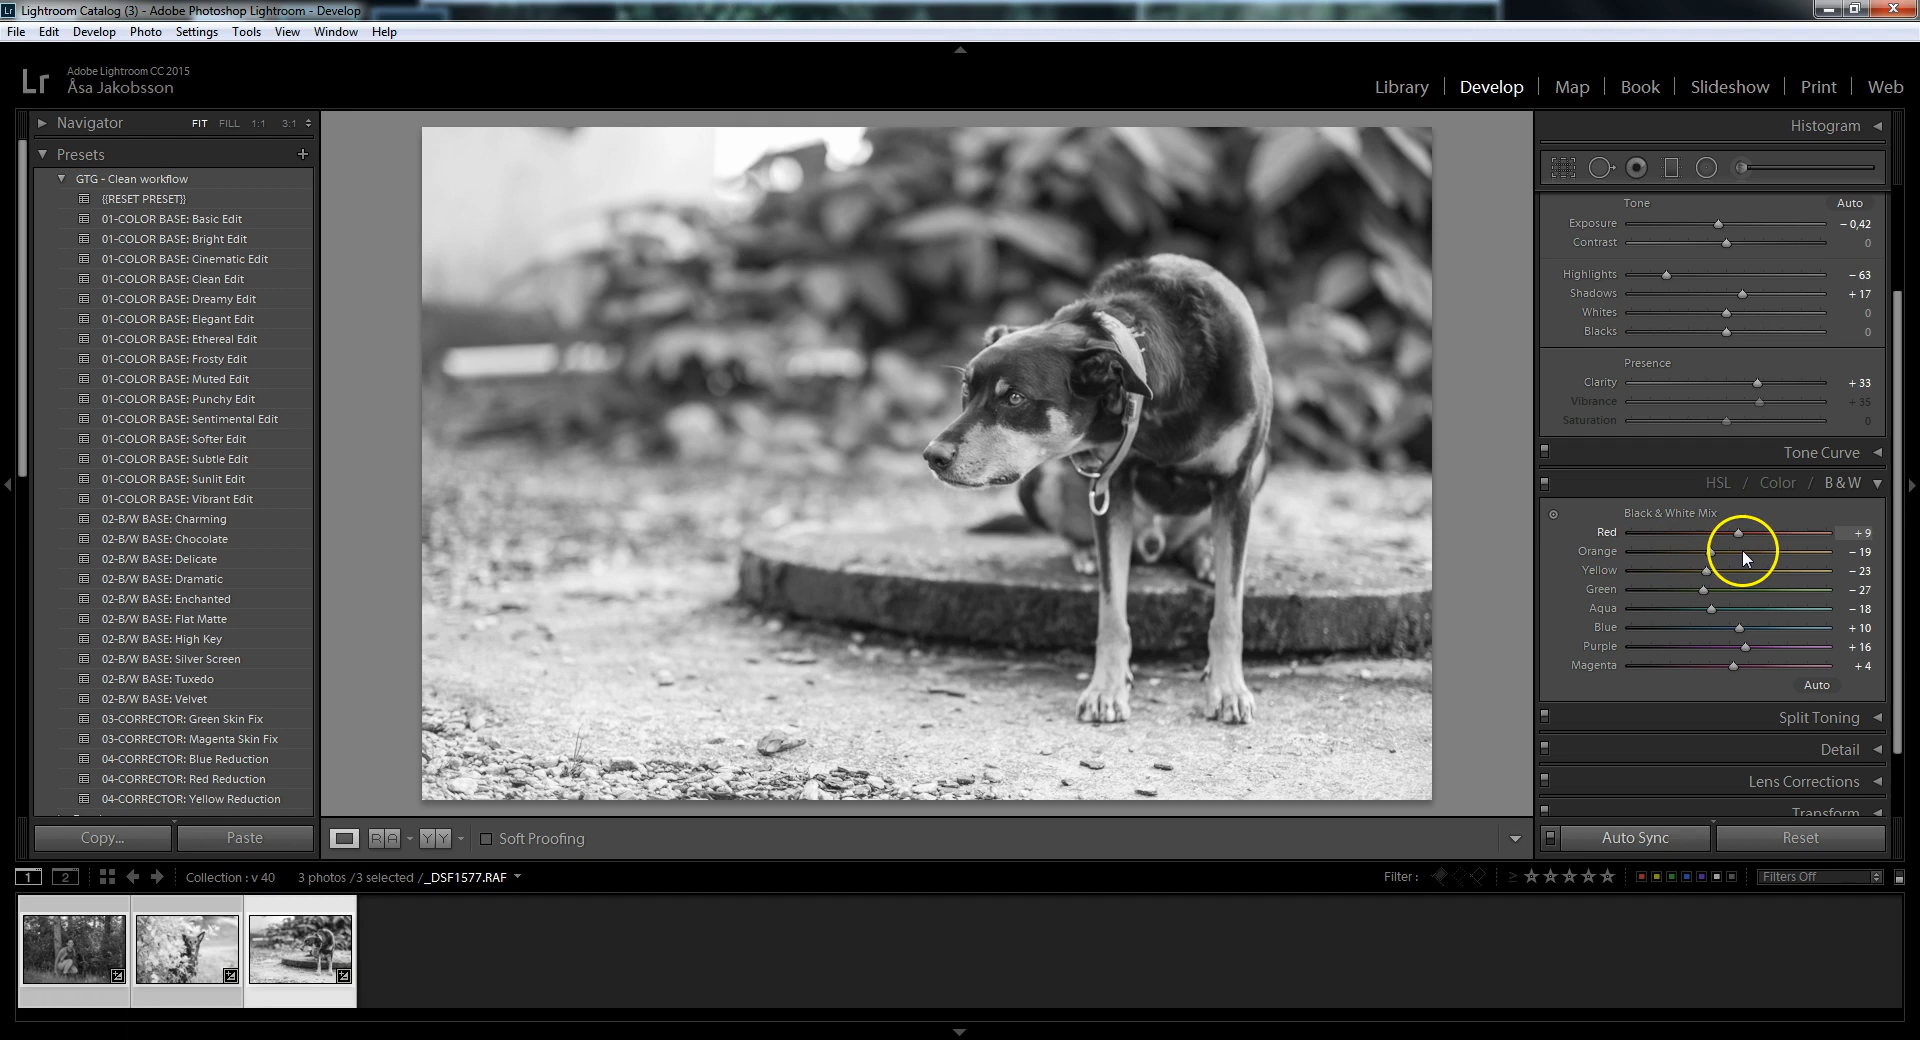 Lightroom Catalog (3) - Adobe Photoshop Lightroom - Develop
File Edit Develop Photo Settings Tools View Window Help
Lr Adobe Lightroom CC 2015
Åsa Jakobsson
Library | Develop | Map | Book | Slideshow | Print | Web
Navigator FIT FILL 1:1 3:1
Presets +
GTG - Clean workflow
{{RESET PRESET}}
01-COLOR BASE: Basic Edit
01-COLOR BASE: Bright Edit
01-COLOR BASE: Cinematic Edit
01-COLOR BASE: Clean Edit
01-COLOR BASE: Dreamy Edit
01-COLOR BASE: Elegant Edit
01-COLOR BASE: Ethereal Edit
01-COLOR BASE: Frosty Edit
01-COLOR BASE: Muted Edit
01-COLOR BASE: Punchy Edit
01-COLOR BASE: Sentimental Edit
01-COLOR BASE: Softer Edit
01-COLOR BASE: Subtle Edit
01-COLOR BASE: Sunlit Edit
01-COLOR BASE: Vibrant Edit
02-B/W BASE: Charming
02-B/W BASE: Chocolate
02-B/W BASE: Delicate
02-B/W BASE: Dramatic
02-B/W BASE: Enchanted
02-B/W BASE: Flat Matte
02-B/W BASE: High Key
02-B/W BASE: Silver Screen
02-B/W BASE: Tuxedo
02-B/W BASE: Velvet
03-CORRECTOR: Green Skin Fix
03-CORRECTOR: Magenta Skin Fix
04-CORRECTOR: Blue Reduction
04-CORRECTOR: Red Reduction
04-CORRECTOR: Yellow Reduction
Copy... Paste
Histogram
Tone Auto
Exposure - 0,42
Contrast 0
Highlights - 63
Shadows + 17
Whites 0
Blacks 0
Presence
Clarity + 33
Vibrance + 35
Saturation 0
Tone Curve
HSL / Color / B & W
Black & White Mix
Red + 9
Orange - 19
Yellow - 23
Green - 27
Aqua - 18
Blue + 10
Purple + 16
Magenta + 4
Auto
Split Toning
Detail
Lens Corrections
Transform
RA YY Soft Proofing
Auto Sync Reset
1 2 Collection : v 40 3 photos /3 selected /_DSF1577.RAF
Filter : ≥ Filters Off